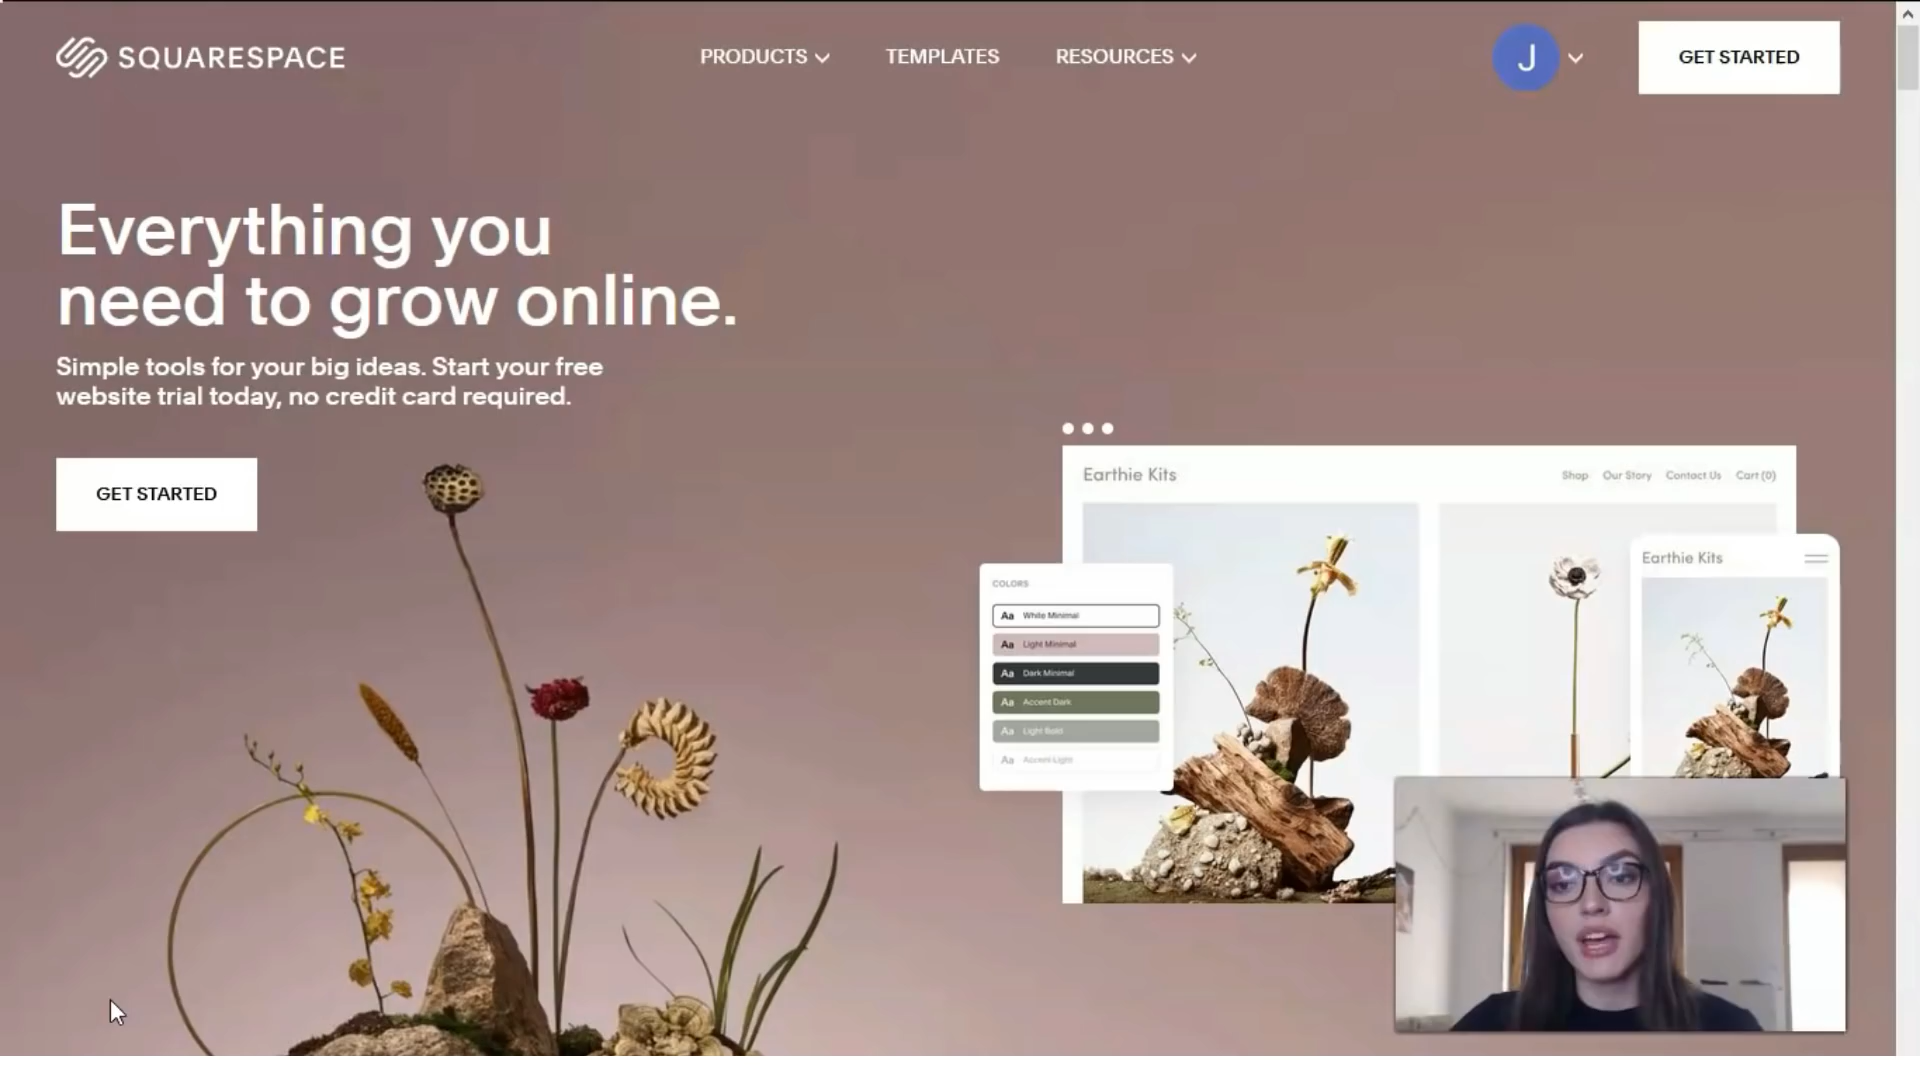 SQUARESPACE
PRODUCTS
TEMPLATES
RESOURCES
J
GET STARTED
Everything you
need to grow online.
Simple tools for your big ideas. Start your free
website trial today, no credit card required.
GET STARTED
Earthie Kits
Shop
Our Story
Contact Us
Cart (0)
Earthie Kits
COLORS
Aa White Minimal
Aa Light Minimal
Aa Dark Minimal
Aa Accent Dark
Aa Light Bold
Aa Accent Light